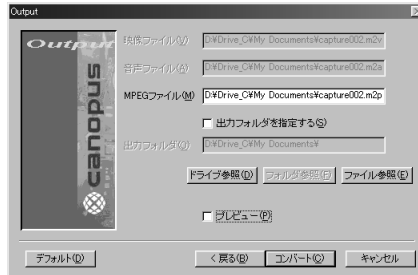 Output
Output
canopus
映像ファイル(V)
D:¥Drive_C¥My Documents¥capture002.m2v
音声ファイル(A)
D:¥Drive_C¥My Documents¥capture002.m2a
MPEGファイル(M)
D:¥Drive_C¥My Documents¥capture002.m2p
出力フォルダを指定する(S)
出力フォルダ(O)
D:¥Drive_C¥My Documents¥
ドライブ参照(D)
フォルダ参照(F)
ファイル参照(E)
プレビュー(P)
デフォルト(D)
< 戻る(B)
コンバート(C)
キャンセル